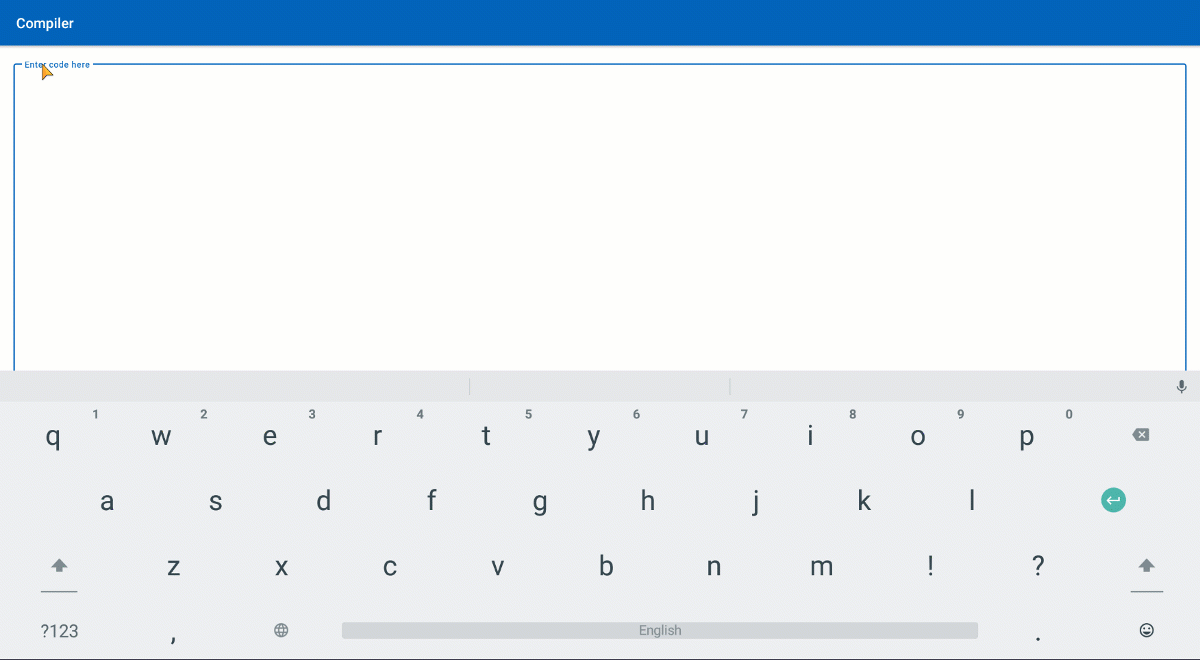 Compiler
Enter code here
1 2 3 4 5 6 7 8 9 0
q w e r t y u i o p
a s d f g h j k l
z x c v b n m ! ?
?123 , English .